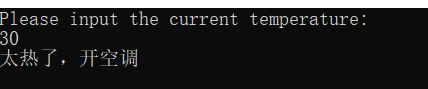 Please input the current temperature:
30
太热了，开空调